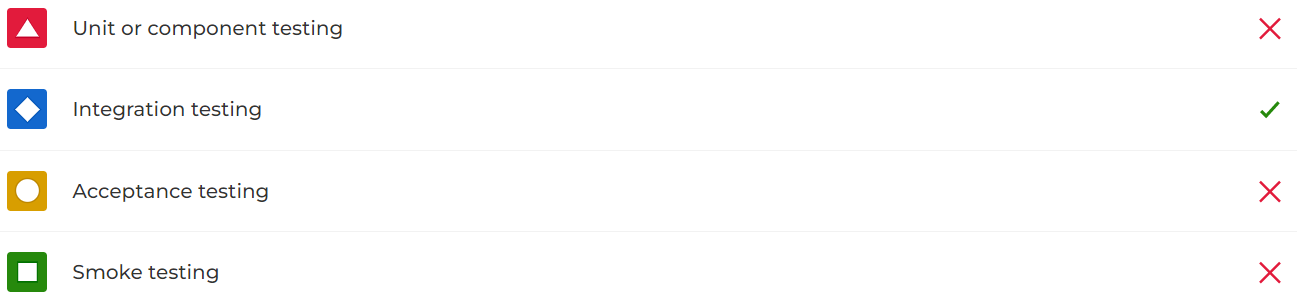 Unit or component testing
Integration testing
Acceptance testing
Smoke testing